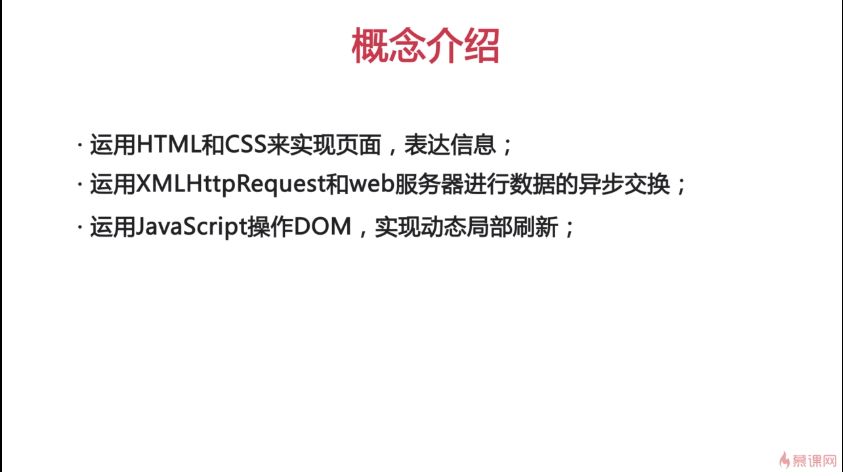 概念介绍
· 运用HTML和CSS来实现页面，表达信息；
· 运用XMLHttpRequest和web服务器进行数据的异步交换；
· 运用JavaScript操作DOM，实现动态局部刷新；
慕课网